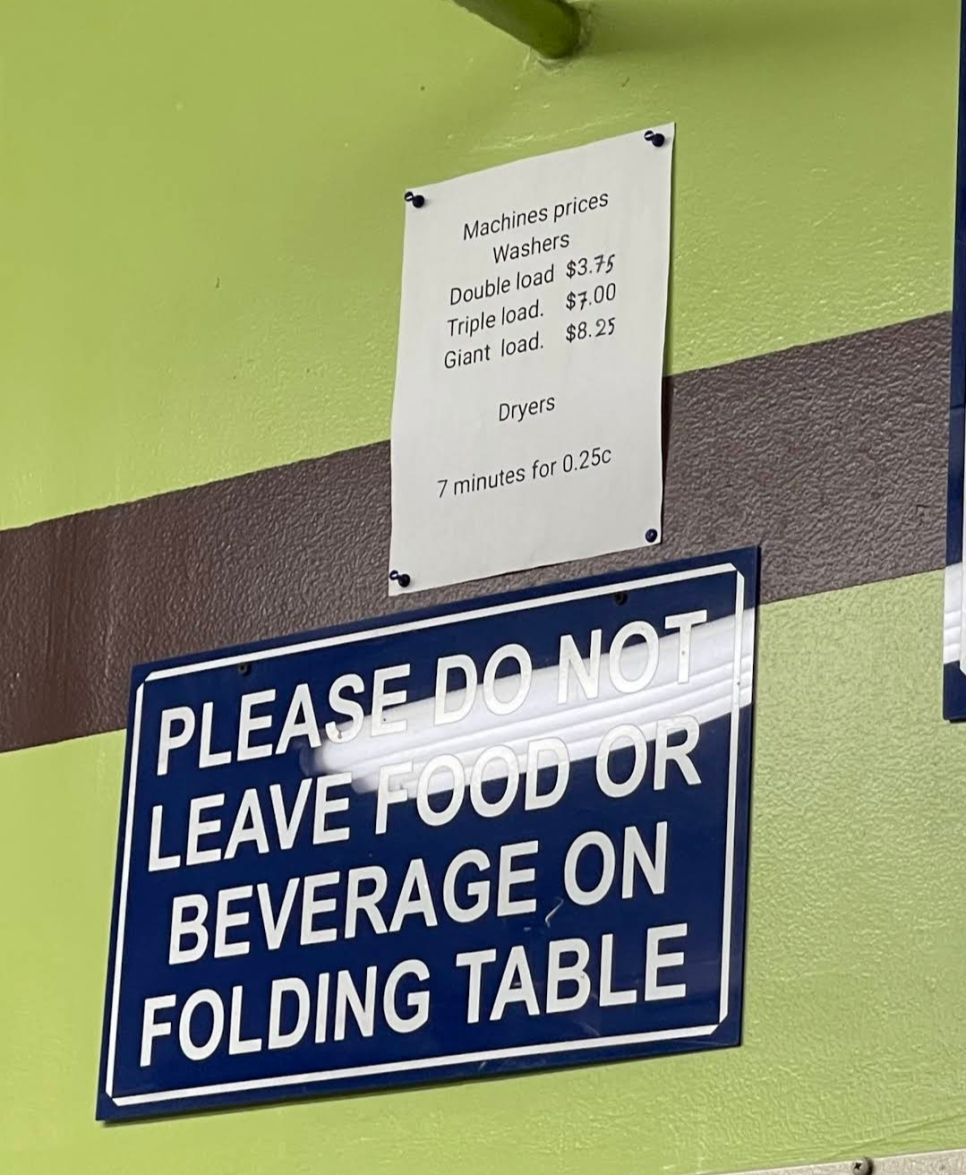 Machines prices
Washers
Double load $3.75
Triple load. $7.00
Giant load. $8.25
Dryers
7 minutes for 0.25c
PLEASE DO NOT
LEAVE FOOD OR
BEVERAGE ON
FOLDING TABLE